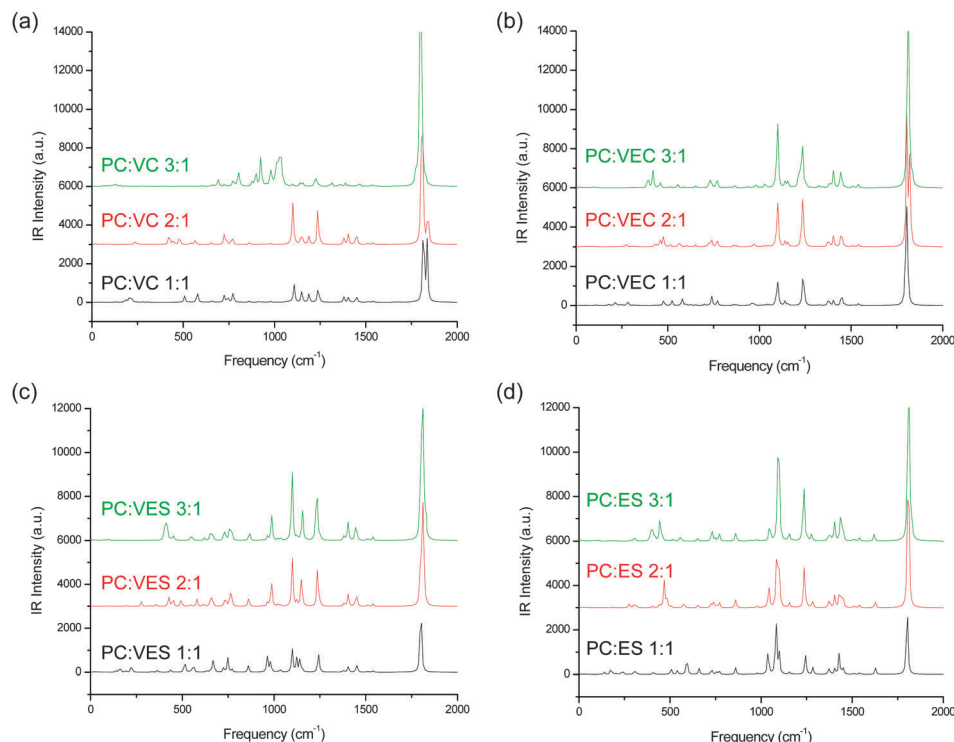 (a)
14000
12000
10000
8000
6000
4000
2000
0
IR Intensity (a.u.)
PC:VC 3:1
PC:VC 2:1
PC:VC 1:1
0
500
1000
1500
2000
Frequency (cm⁻¹)
(b)
14000
12000
10000
8000
6000
4000
2000
0
IR Intensity (a.u.)
PC:VEC 3:1
PC:VEC 2:1
PC:VEC 1:1
0
500
1000
1500
2000
Frequency (cm⁻¹)
(c)
12000
10000
8000
6000
4000
2000
0
IR Intensity (a.u.)
PC:VES 3:1
PC:VES 2:1
PC:VES 1:1
0
500
1000
1500
2000
Frequency (cm⁻¹)
(d)
12000
10000
8000
6000
4000
2000
0
IR Intensity (a.u.)
PC:ES 3:1
PC:ES 2:1
PC:ES 1:1
0
500
1000
1500
2000
Frequency (cm⁻¹)